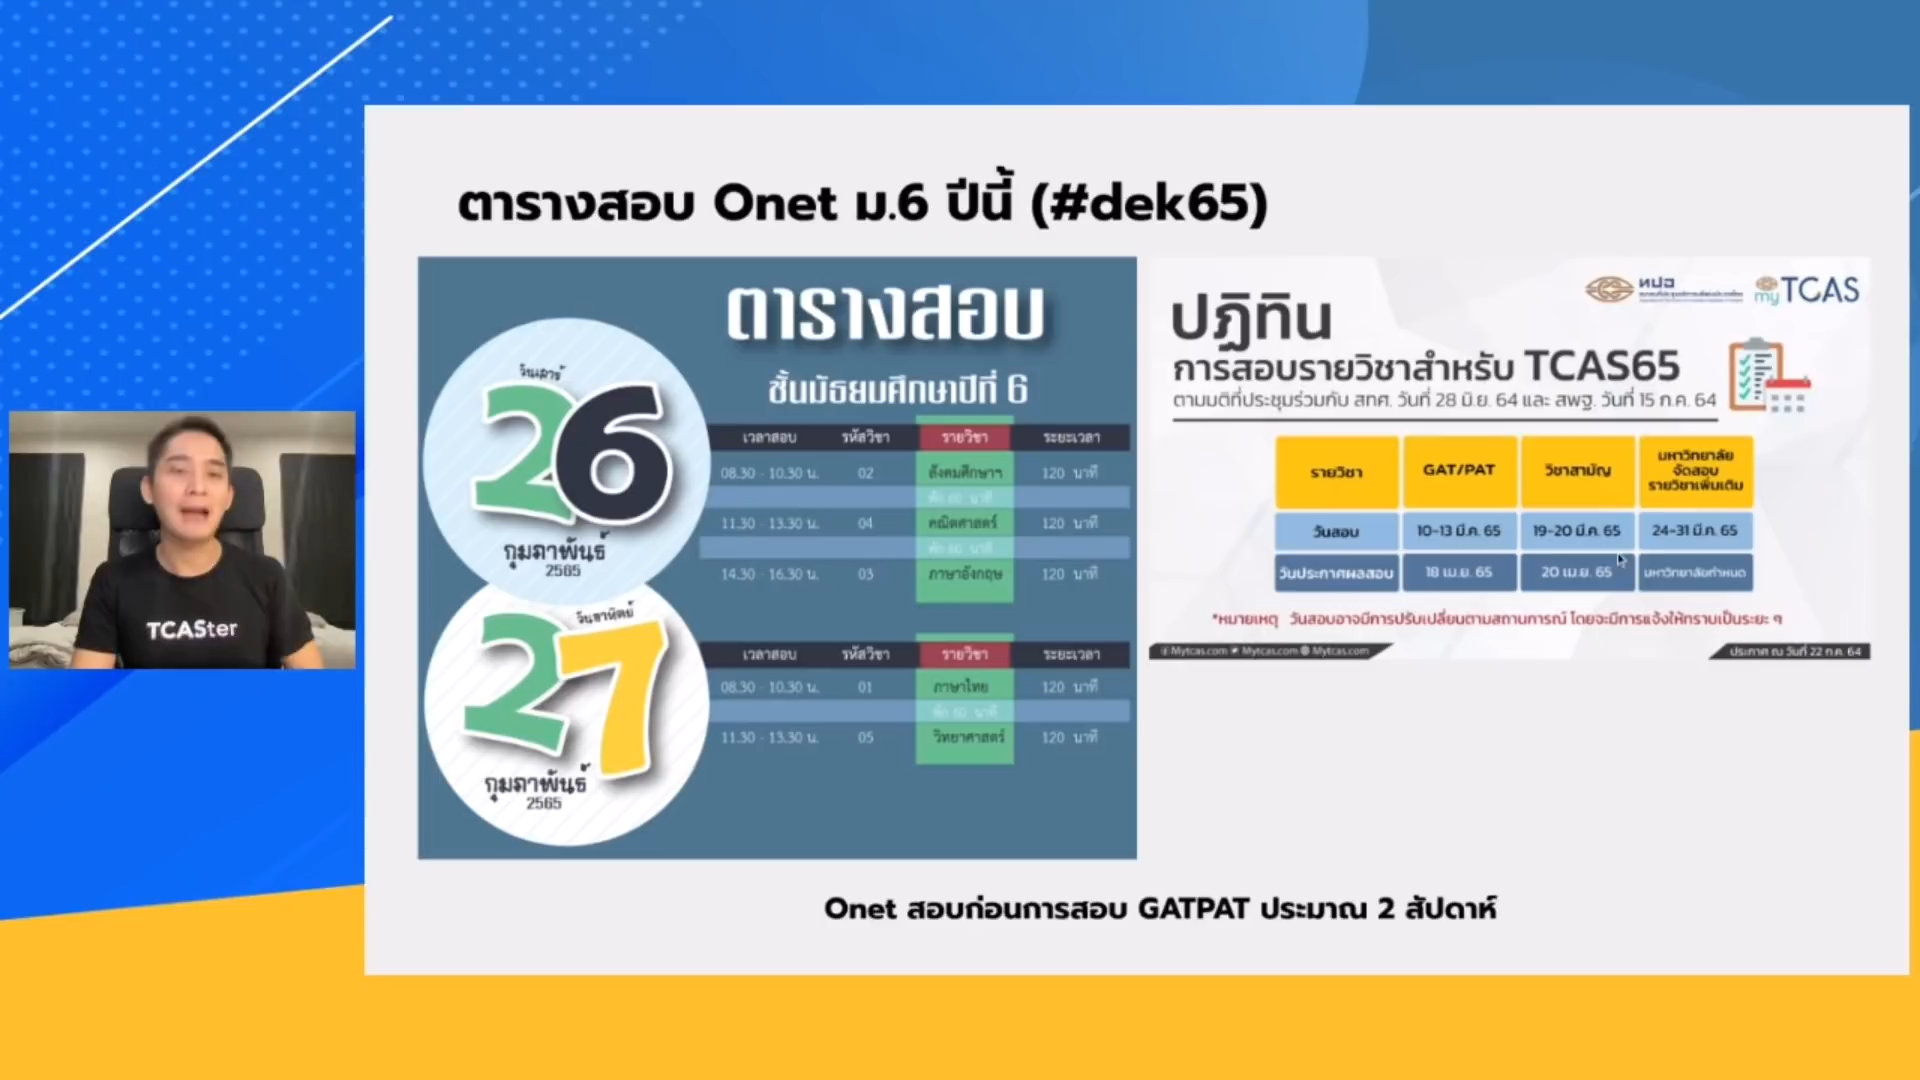 ตารางสอบ Onet ม.6 ปีนี้ (#dek65)
ตารางสอบ
ชั้นมัธยมศึกษาปีที่ 6
วันเสาร์
26
กุมภาพันธ์
2565
เวลาสอบ รหัสวิชา รายวิชา ระยะเวลา
08.30 - 10.30 น. 02 สังคมศึกษาฯ 120 นาที
พัก 60 นาที
11.30 - 13.30 น. 04 คณิตศาสตร์ 120 นาที
พัก 60 นาที
14.30 - 16.30 น. 03 ภาษาอังกฤษ 120 นาที
วันอาทิตย์
27
กุมภาพันธ์
2565
เวลาสอบ รหัสวิชา รายวิชา ระยะเวลา
08.30 - 10.30 น. 01 ภาษาไทย 120 นาที
พัก 60 นาที
11.30 - 13.30 น. 05 วิทยาศาสตร์ 120 นาที
ทปอ
myTCAS
ปฏิทิน
การสอบรายวิชาสำหรับ TCAS65
ตามมติที่ประชุมร่วมกับ สทศ. วันที่ 28 มิ.ย. 64 และ สพฐ. วันที่ 15 ก.ค. 64
รายวิชา GAT/PAT วิชาสามัญ มหาวิทยาลัย จัดสอบ รายวิชาเพิ่มเติม
วันสอบ 10-13 มี.ค. 65 19-20 มี.ค. 65 24-31 มี.ค. 65
วันประกาศผลสอบ 18 เม.ย. 65 20 เม.ย. 65 มหาวิทยาลัยกำหนด
*หมายเหตุ วันสอบอาจมีการปรับเปลี่ยนตามสถานการณ์ โดยจะมีการแจ้งให้ทราบเป็นระยะ ๆ
Mytcas.com Mytcas.com Mytcas.com
ประกาศ ณ วันที่ 22 ก.ค. 64
TCASter
Onet สอบก่อนการสอบ GATPAT ประมาณ 2 สัปดาห์